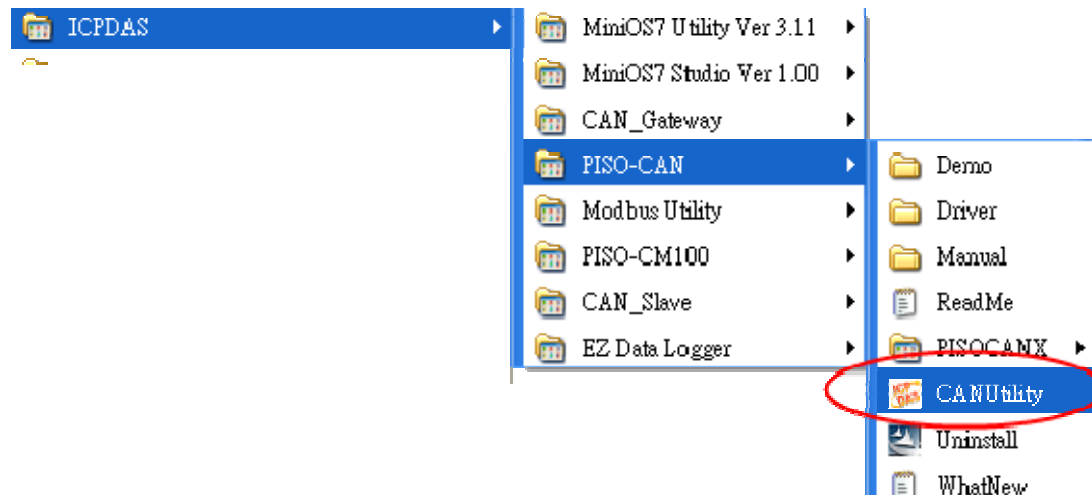 ICPDAS
MiniOS7 Utility Ver 3.11
MiniOS7 Studio Ver 1.00
CAN_Gateway
PISO-CAN
Modbus Utility
PISO-CM100
CAN_Slave
EZ Data Logger
Demo
Driver
Manual
ReadMe
PISOCANX
CANUtility
Uninstall
WhatNew